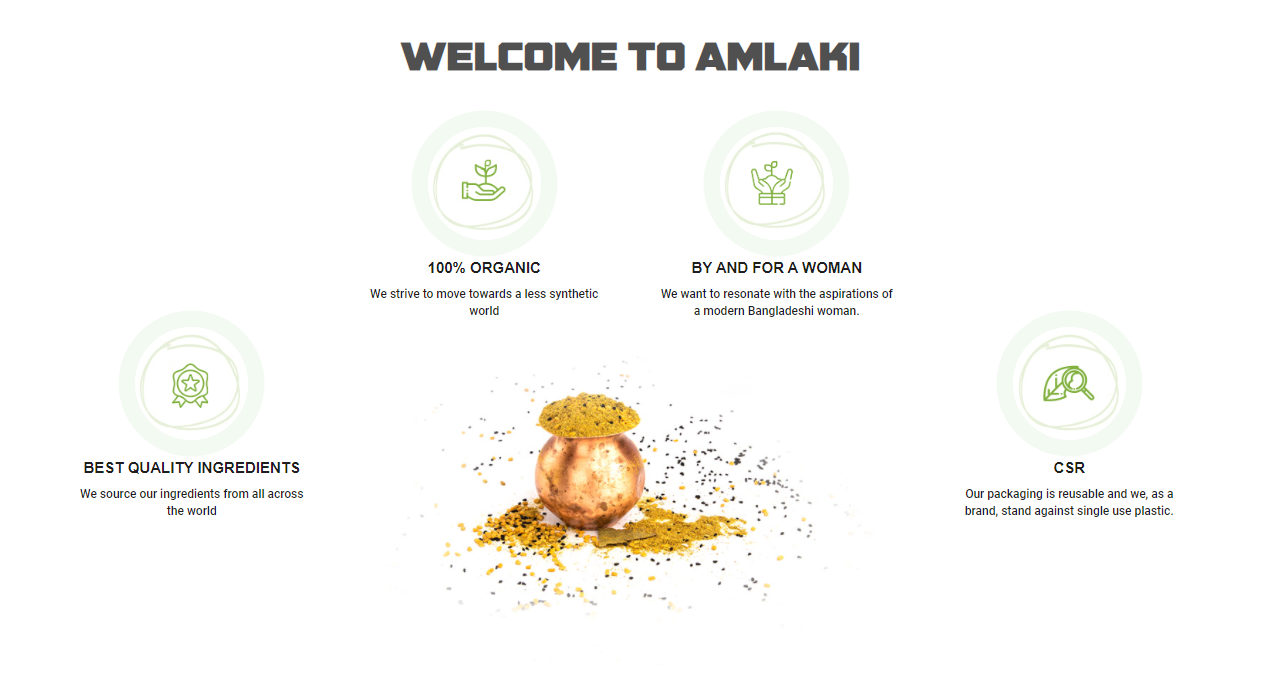 WELCOME TO AMLAKI
100% ORGANIC
We strive to move towards a less synthetic
world
BY AND FOR A WOMAN
We want to resonate with the aspirations of
a modern Bangladeshi woman.
BEST QUALITY INGREDIENTS
We source our ingredients from all across
the world
CSR
Our packaging is reusable and we, as a
brand, stand against single use plastic.